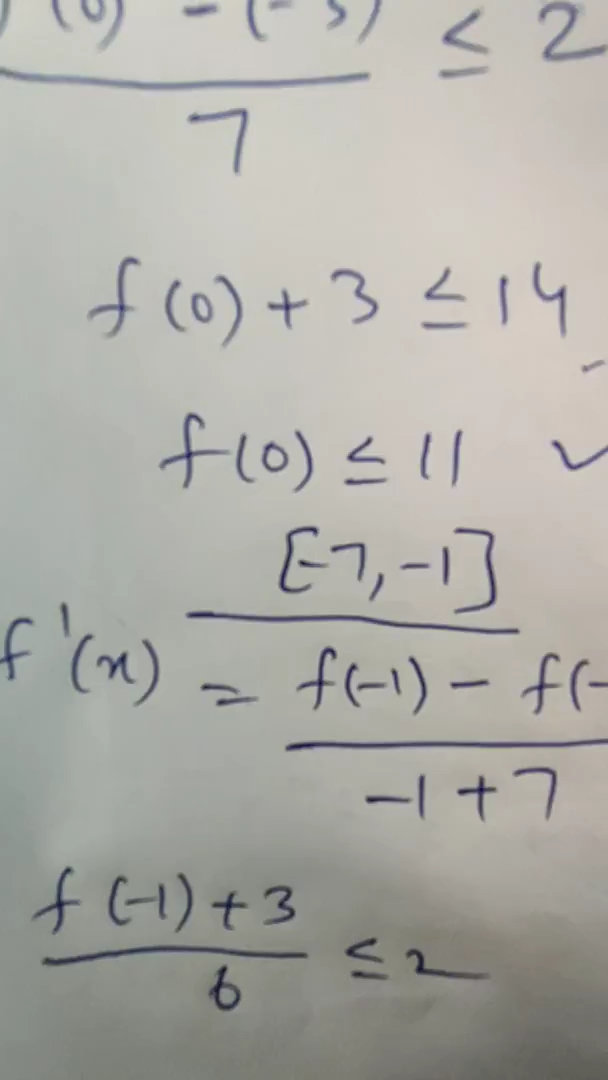 (0) - (-3) ≤ 2
7
f(0) + 3 ≤ 14
f(0) ≤ 11 ✓
[-7, -1]
f'(x) = f(-1) - f(-
-1 + 7
f(-1) + 3 ≤ 2
6